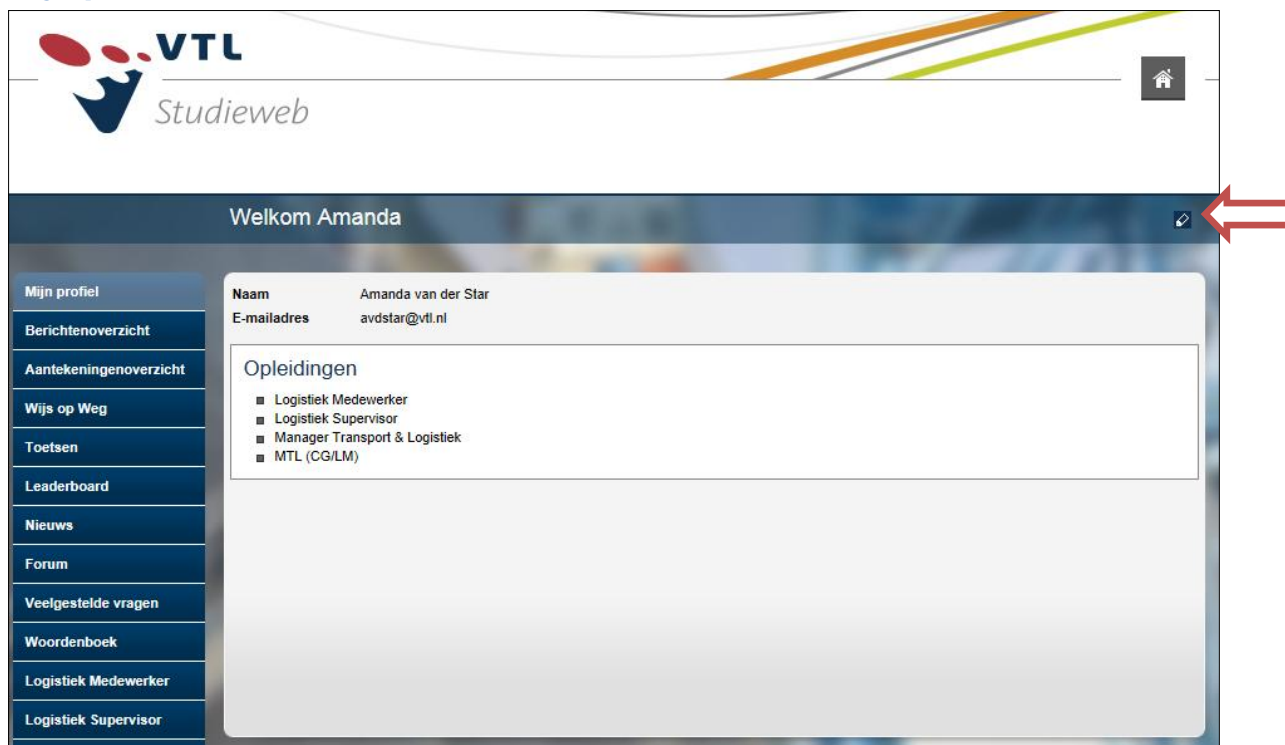 VTL
Studieweb
Welkom Amanda
Mijn profiel
Berichtenoverzicht
Aantekeningenoverzicht
Wijs op Weg
Toetsen
Leaderboard
Nieuws
Forum
Veelgestelde vragen
Woordenboek
Logistiek Medewerker
Logistiek Supervisor
Naam Amanda van der Star
E-mailadres avdstar@vtl.nl
Opleidingen
Logistiek Medewerker
Logistiek Supervisor
Manager Transport & Logistiek
MTL (CG/LM)